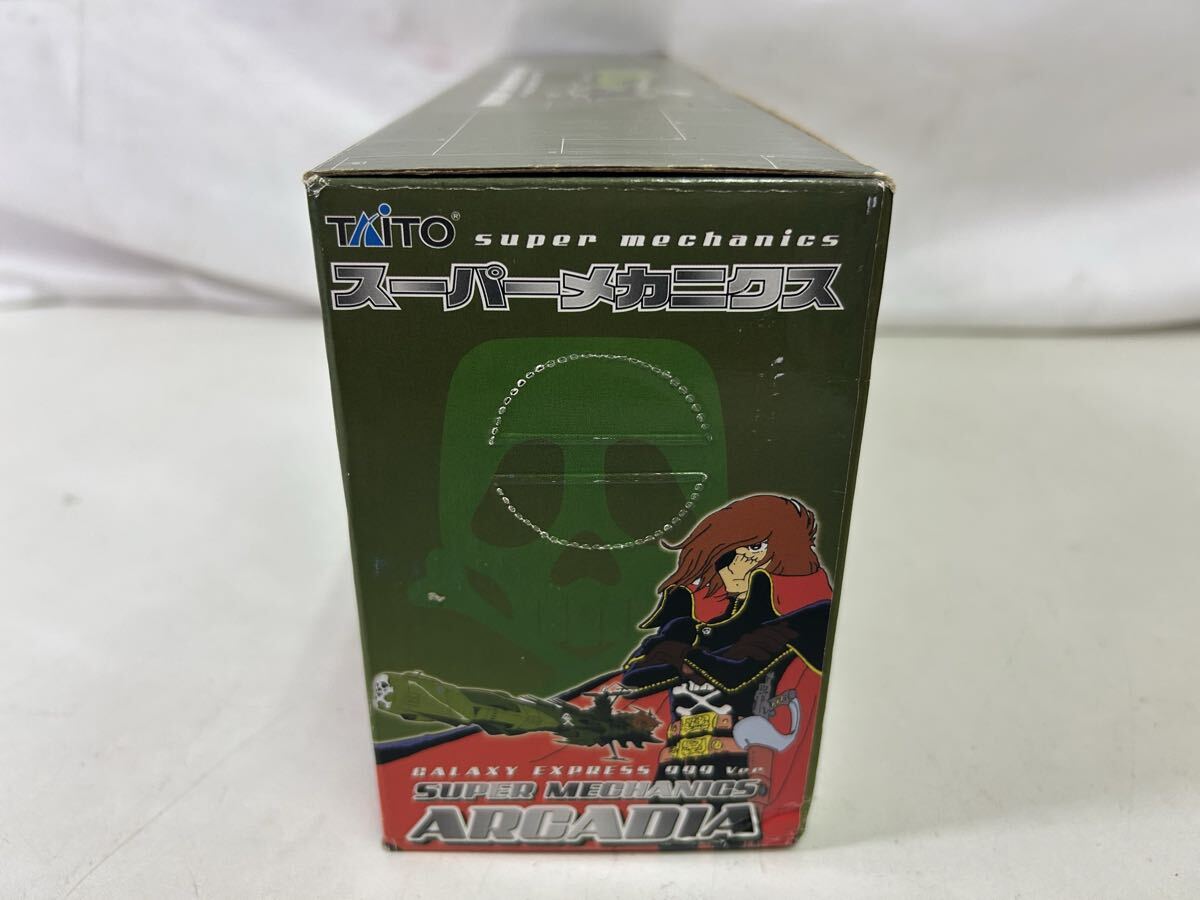 TAiTO® super mechanics
スーパーメカニクス
GALAXY EXPRESS 999 Ver
SUPER MECHANICS
ARCADIA